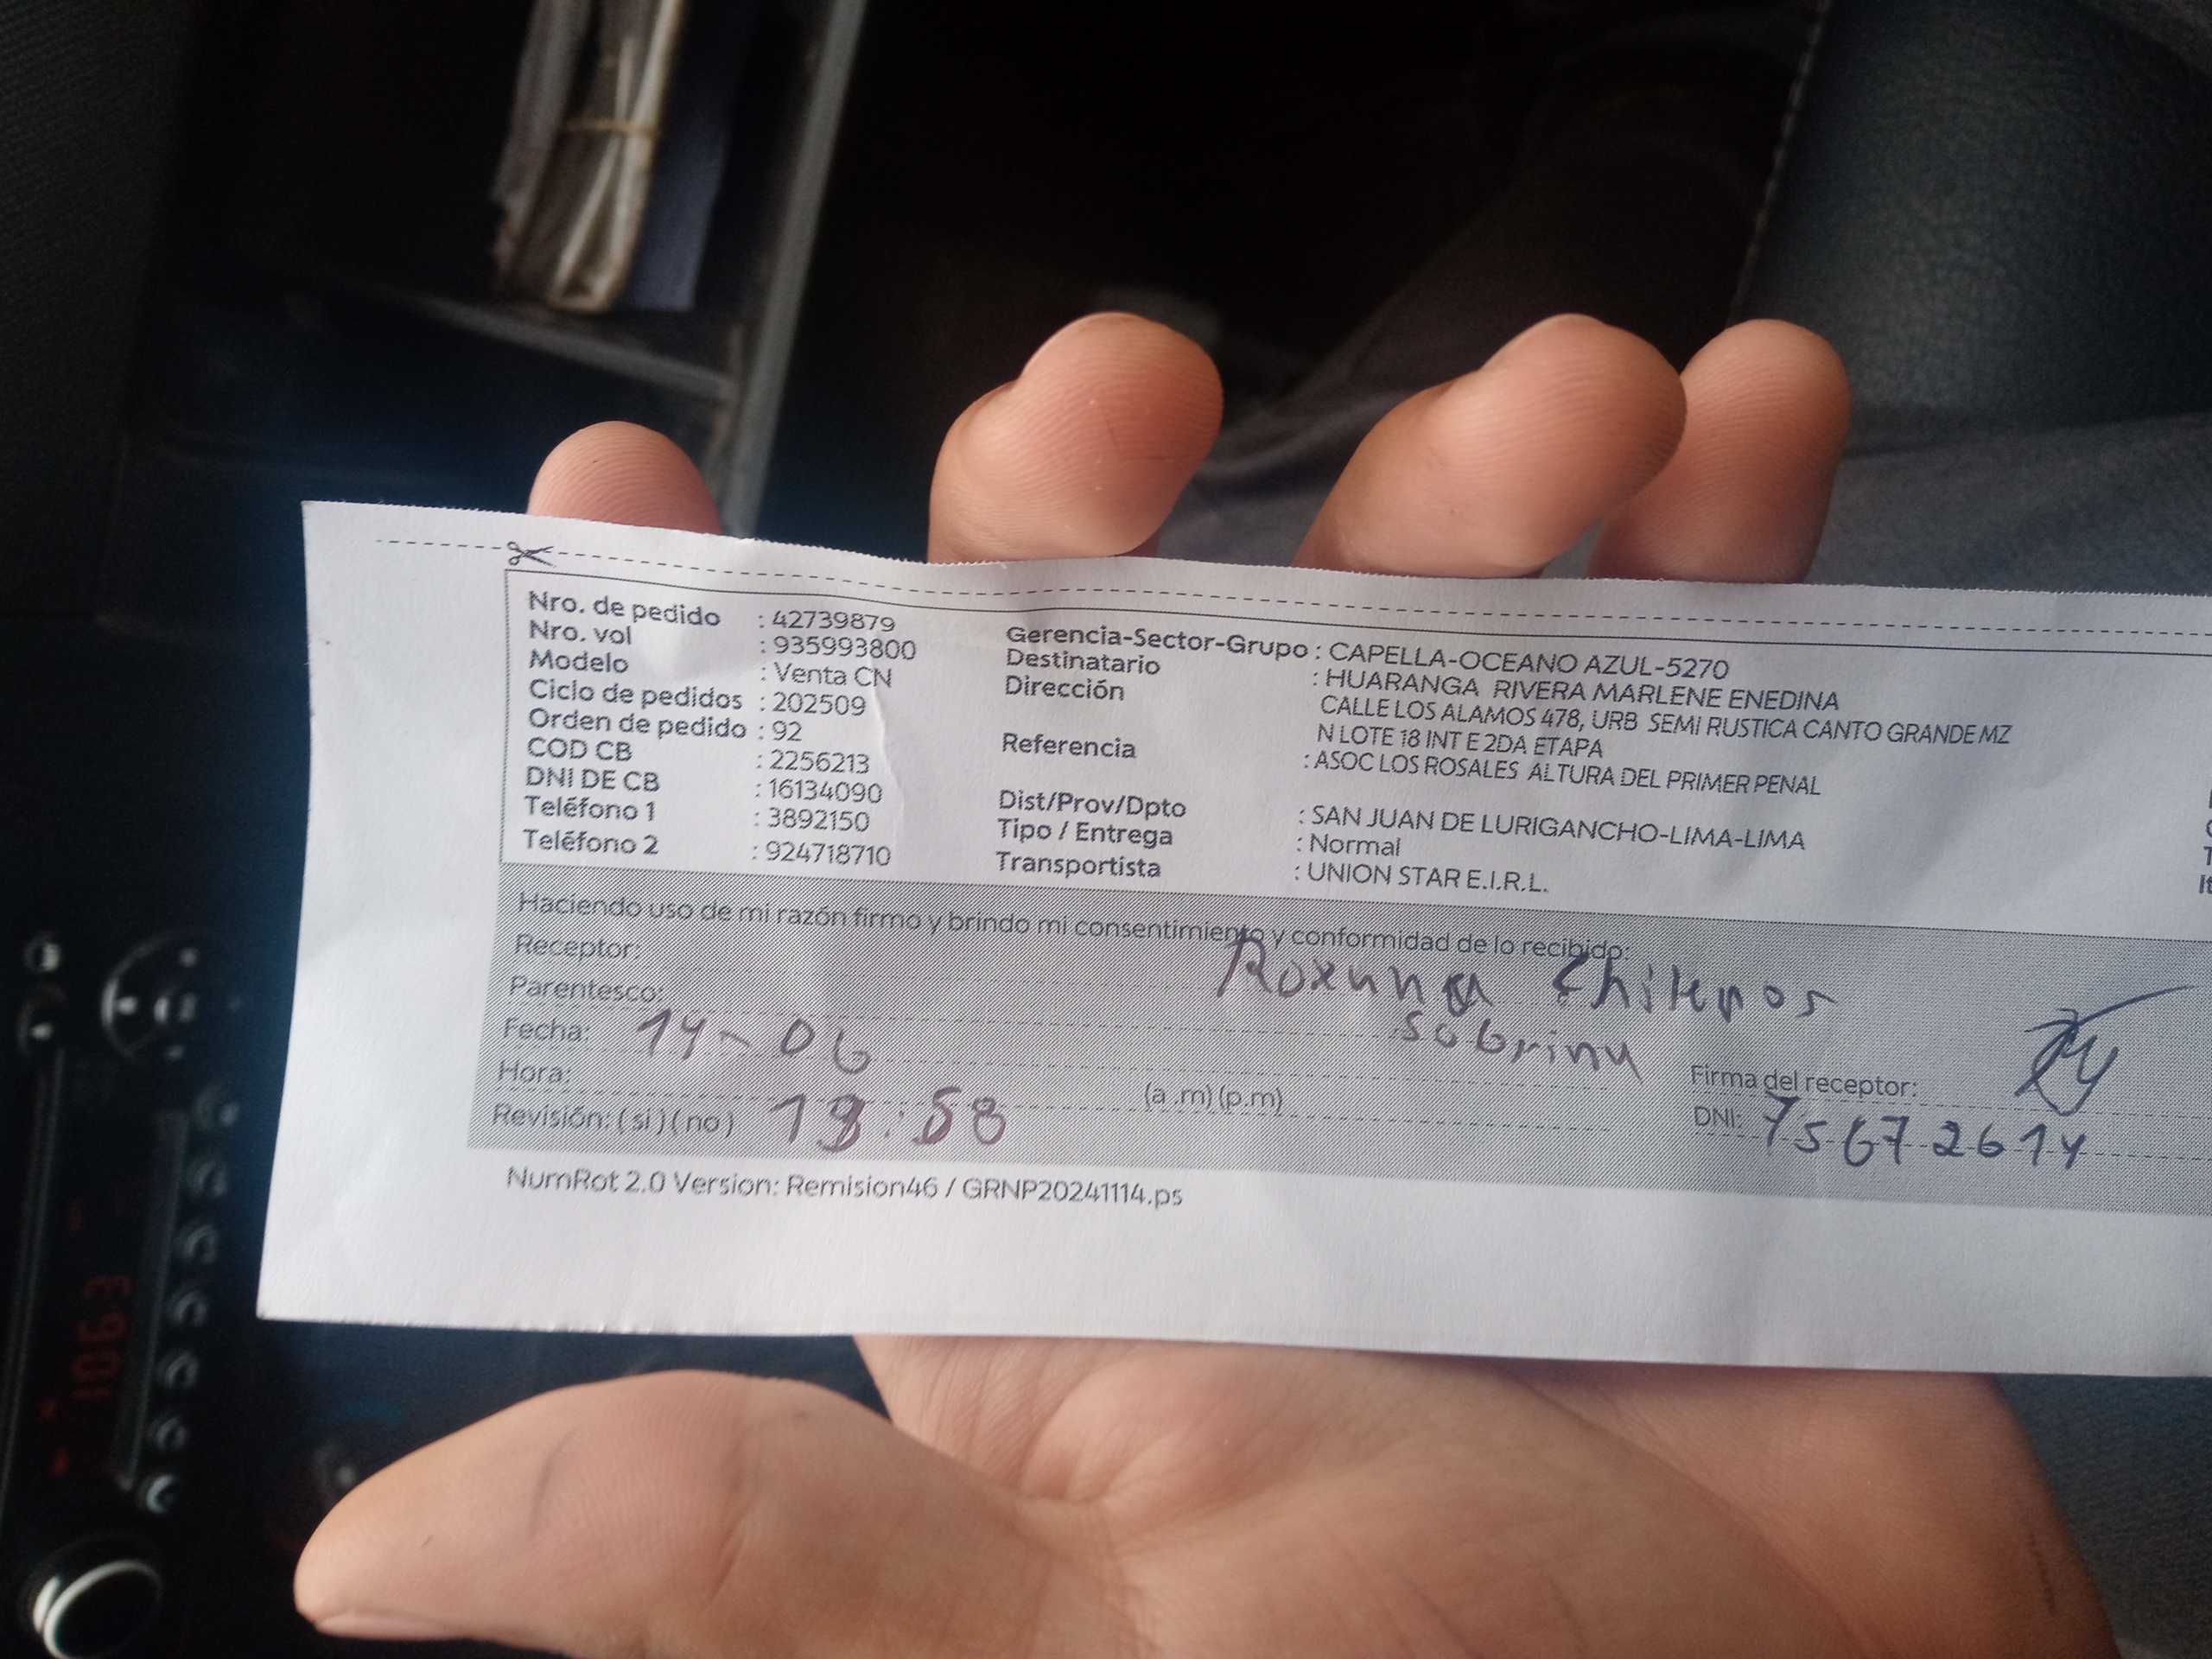 Nro. de pedido : 42739879
Nro. vol : 935993800
Modelo : Venta CN
Ciclo de pedidos : 202509
Orden de pedido : 92
COD CB : 2256213
DNI DE CB : 16134090
Teléfono 1 : 3892150
Teléfono 2 : 924718710
Gerencia-Sector-Grupo : CAPELLA-OCEANO AZUL-5270
Destinatario : HUARANGA RIVERA MARLENE ENEDINA
Dirección CALLE LOS ALAMOS 478, URB SEMI RUSTICA CANTO GRANDE MZ
N LOTE 18 INT E 2DA ETAPA
Referencia : ASOC LOS ROSALES ALTURA DEL PRIMER PENAL
Dist/Prov/Dpto : SAN JUAN DE LURIGANCHO-LIMA-LIMA
Tipo / Entrega : Normal
Transportista : UNION STAR E.I.R.L.
Haciendo uso de mi razón firmo y brindo mi consentimiento y conformidad de lo recibido:
Receptor: Roxuna
Parentesco: sobrinu
Fecha: 14-06
Hora: (a .m) (p.m)
Revisión: ( si ) ( no )
Firma del receptor:
DNI: 75672614
NumRot 2.0 Version: Remision46 / GRNP20241114.ps
106.3